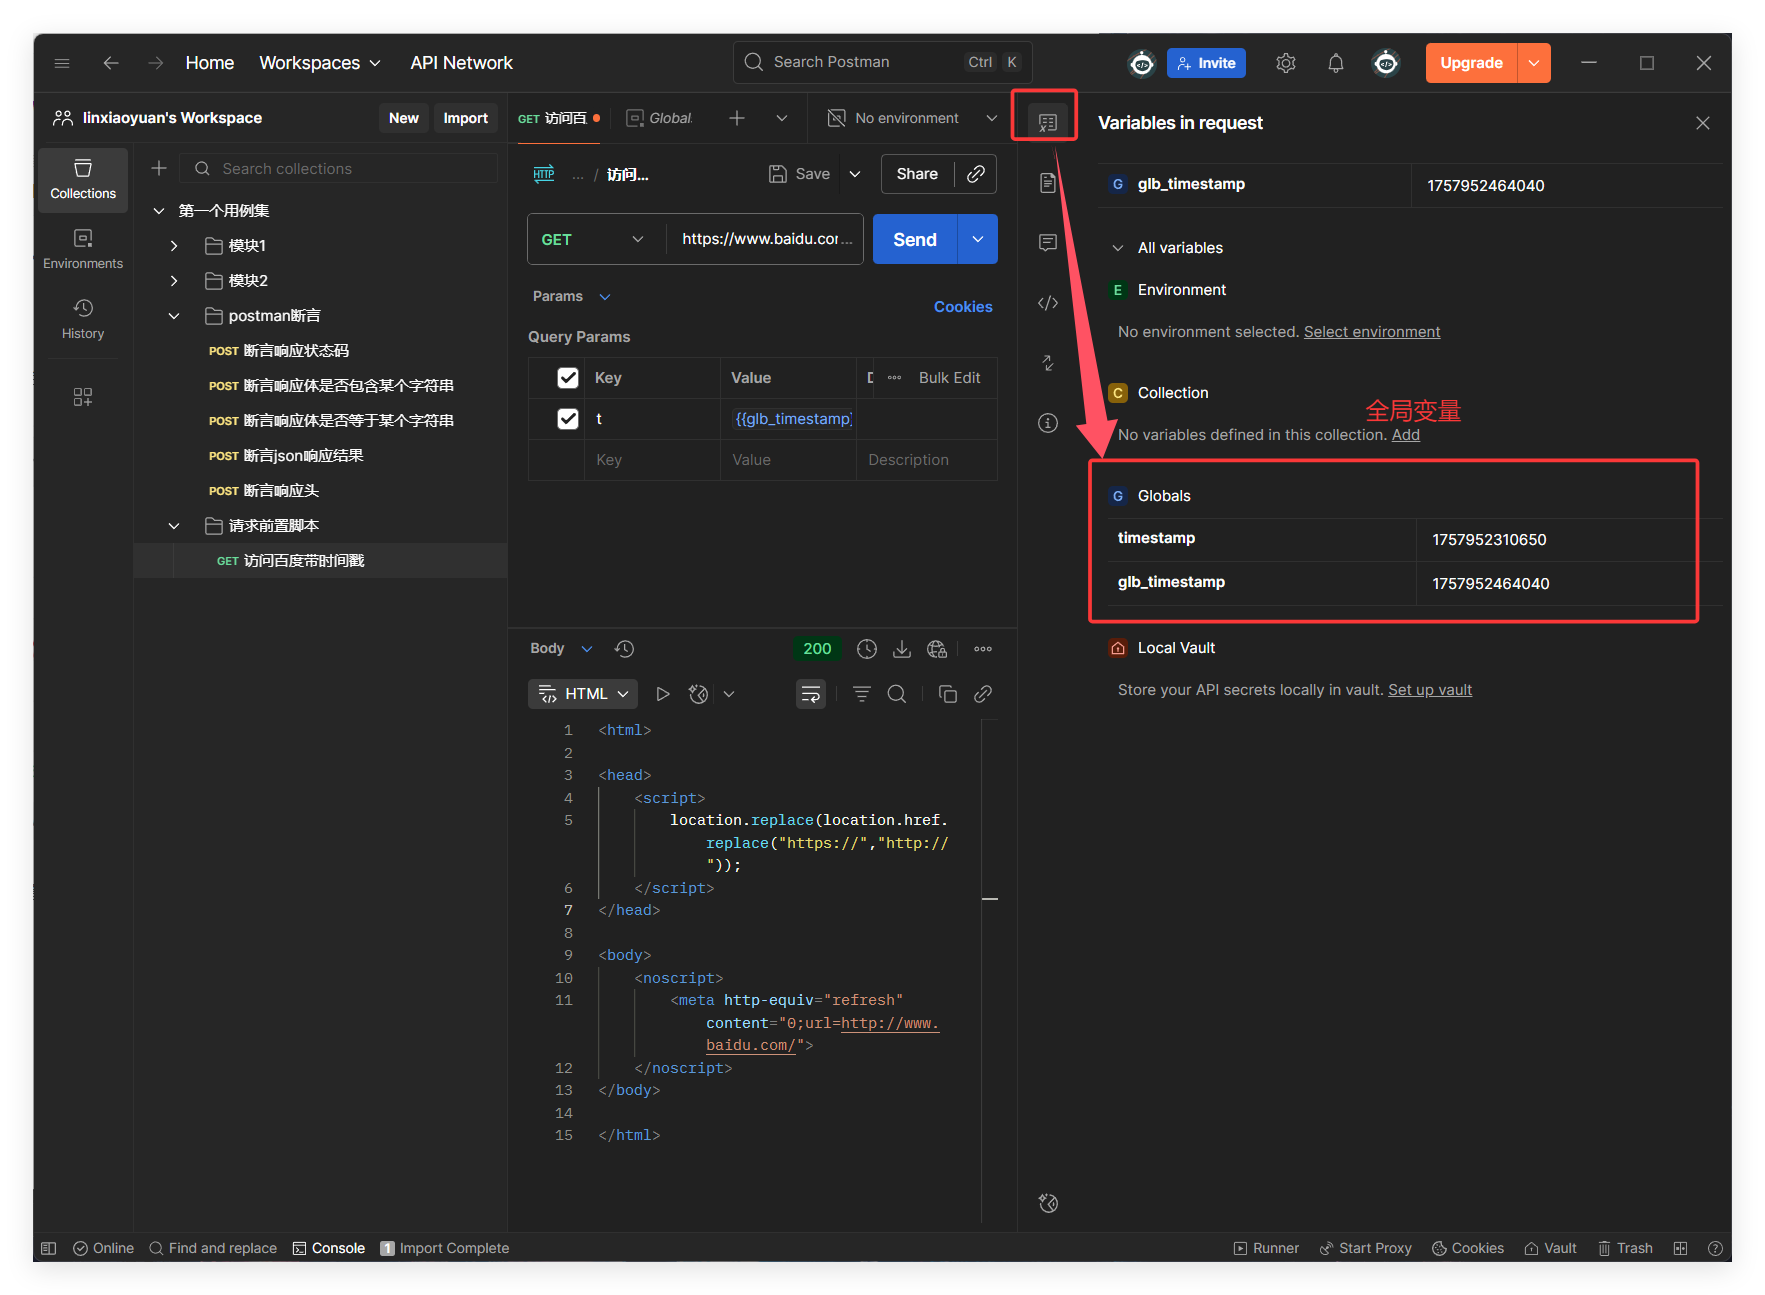 Home
Workspaces
API Network
Search Postman
Ctrl K
Invite
Upgrade
linxiaoyuan's Workspace
New
Import
GET 访问百
Global
No environment
Variables in request
Collections
Environments
History
Search collections
第一个用例集
模块1
模块2
postman断言
POST 断言响应状态码
POST 断言响应体是否包含某个字符串
POST 断言响应体是否等于某个字符串
POST 断言json响应结果
POST 断言响应头
请求前置脚本
GET 访问百度带时间戳
HTTP ... / 访问...
Save
Share
GET
https://www.baidu.cor...
Send
Params
Cookies
Query Params
Key Value D ••• Bulk Edit
t {{glb_timestamp}
Key Value Description
Body
200
HTML
1 <html>
2
3 <head>
4 <script>
5 location.replace(location.href.
replace("https://","http://
"));
6 </script>
7 </head>
8
9 <body>
10 <noscript>
11 <meta http-equiv="refresh"
content="0;url=http://www.
baidu.com/">
12 </noscript>
13 </body>
14
15 </html>
G glb_timestamp 1757952464040
All variables
E Environment
No environment selected. Select environment
C Collection
全局变量
No variables defined in this collection. Add
G Globals
timestamp 1757952310650
glb_timestamp 1757952464040
Local Vault
Store your API secrets locally in vault. Set up vault
Online
Find and replace
Console
1 Import Complete
Runner
Start Proxy
Cookies
Vault
Trash